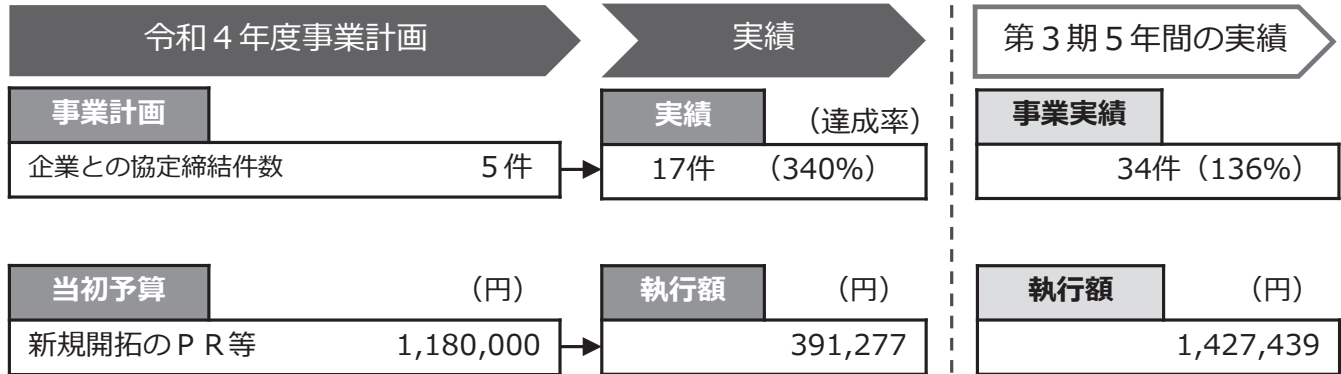 令和４年度事業計画 実績 第３期５年間の実績
事業計画 実績 （達成率） 事業実績
企業との協定締結件数 ５件 17件 （340%） 34件（136%）
当初予算 （円） 執行額 （円） 執行額 （円）
新規開拓のＰＲ等 1,180,000 391,277 1,427,439